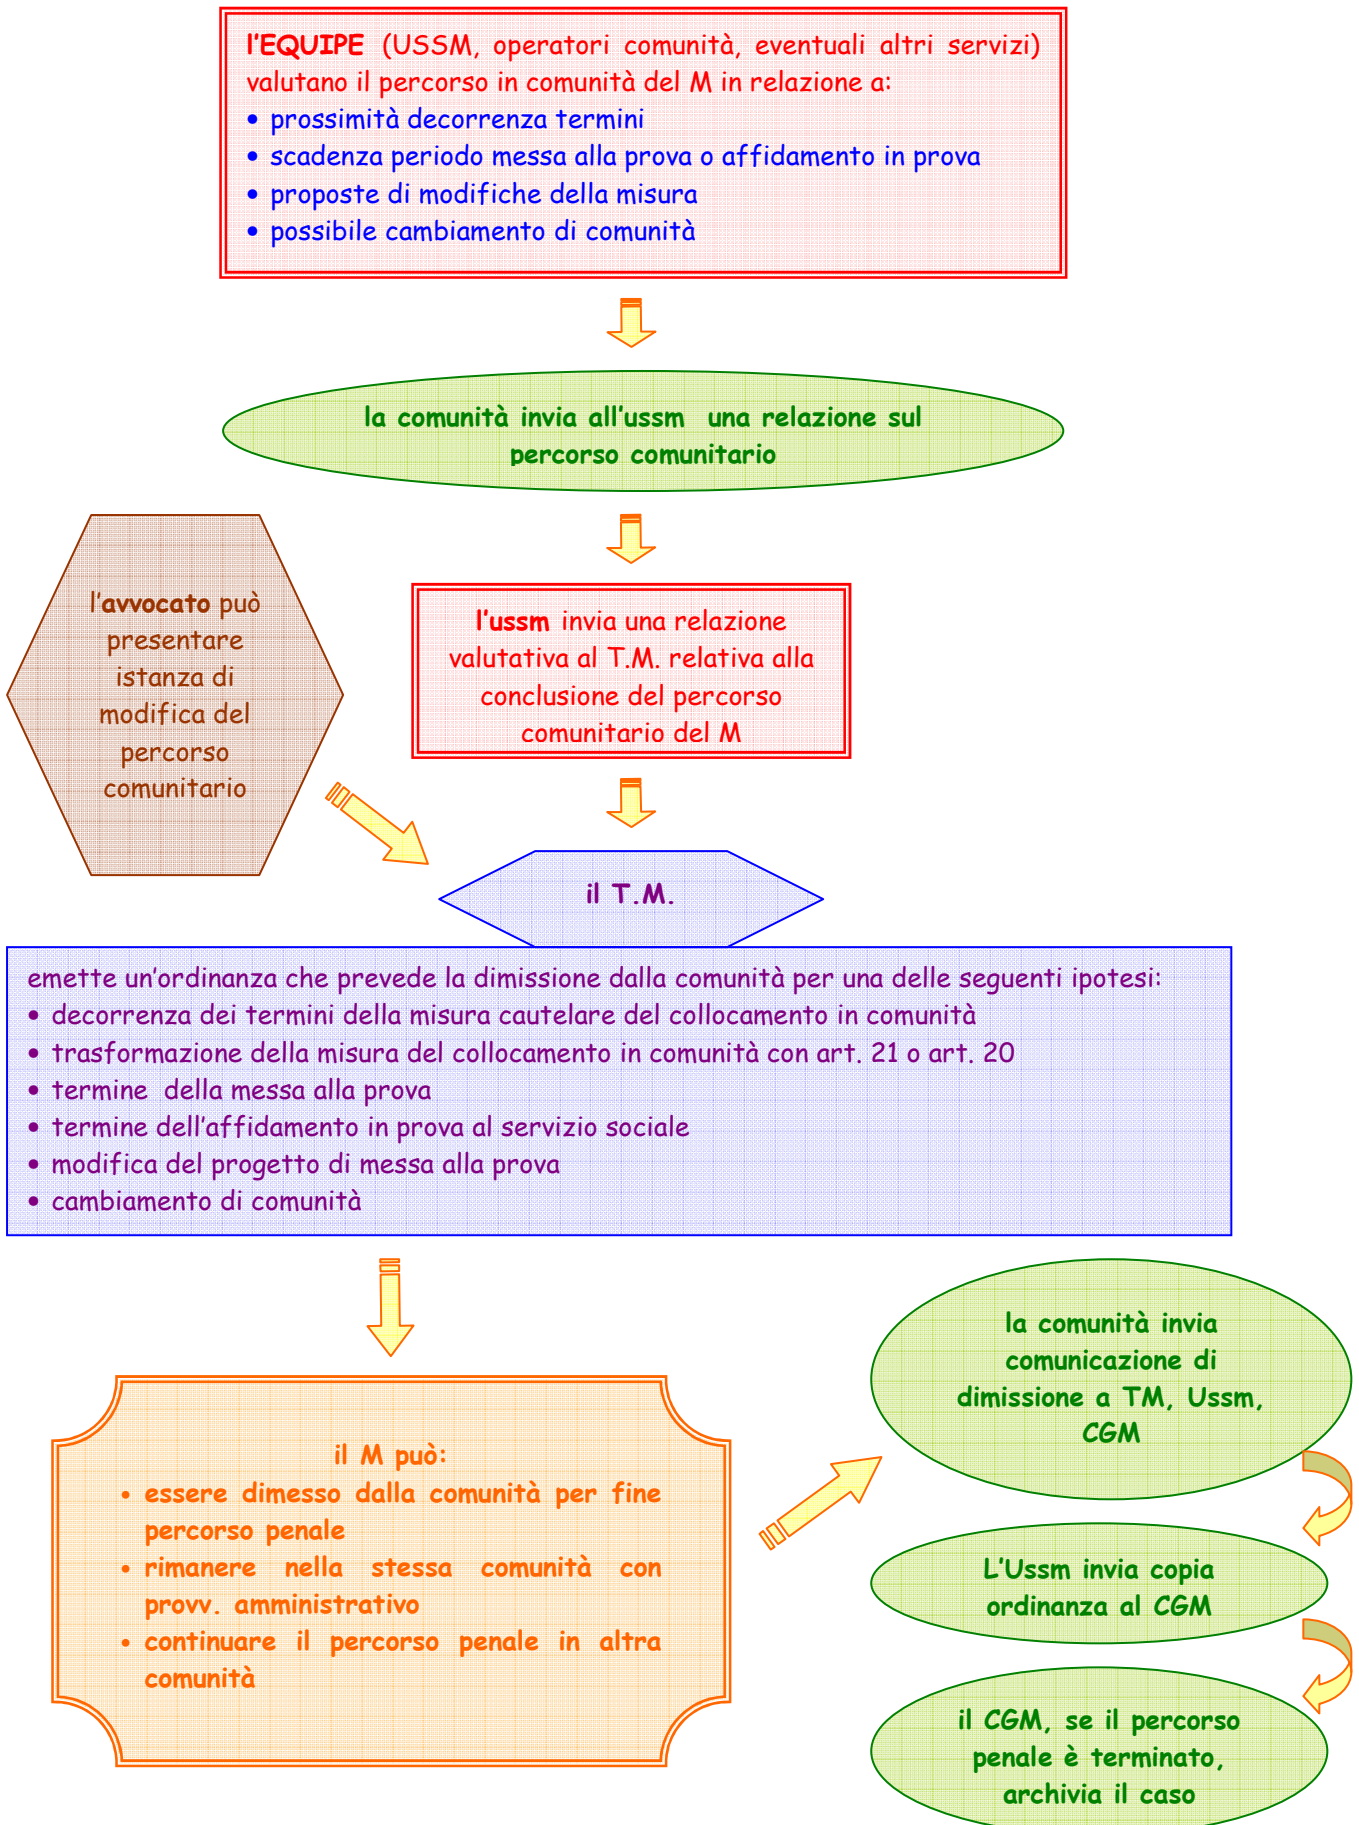 l'EQUIPE (USSM, operatori comunità, eventuali altri servizi)
valutano il percorso in comunità del M in relazione a:
• prossimità decorrenza termini
• scadenza periodo messa alla prova o affidamento in prova
• proposte di modifiche della misura
• possibile cambiamento di comunità
la comunità invia all'ussm una relazione sul
percorso comunitario
l'avvocato può
presentare
istanza di
modifica del
percorso
comunitario
l'ussm invia una relazione
valutativa al T.M. relativa alla
conclusione del percorso
comunitario del M
il T.M.
emette un'ordinanza che prevede la dimissione dalla comunità per una delle seguenti ipotesi:
• decorrenza dei termini della misura cautelare del collocamento in comunità
• trasformazione della misura del collocamento in comunità con art. 21 o art. 20
• termine della messa alla prova
• termine dell'affidamento in prova al servizio sociale
• modifica del progetto di messa alla prova
• cambiamento di comunità
il M può:
• essere dimesso dalla comunità per fine
percorso penale
• rimanere nella stessa comunità con
provv. amministrativo
• continuare il percorso penale in altra
comunità
la comunità invia
comunicazione di
dimissione a TM, Ussm,
CGM
L'Ussm invia copia
ordinanza al CGM
il CGM, se il percorso
penale è terminato,
archivia il caso